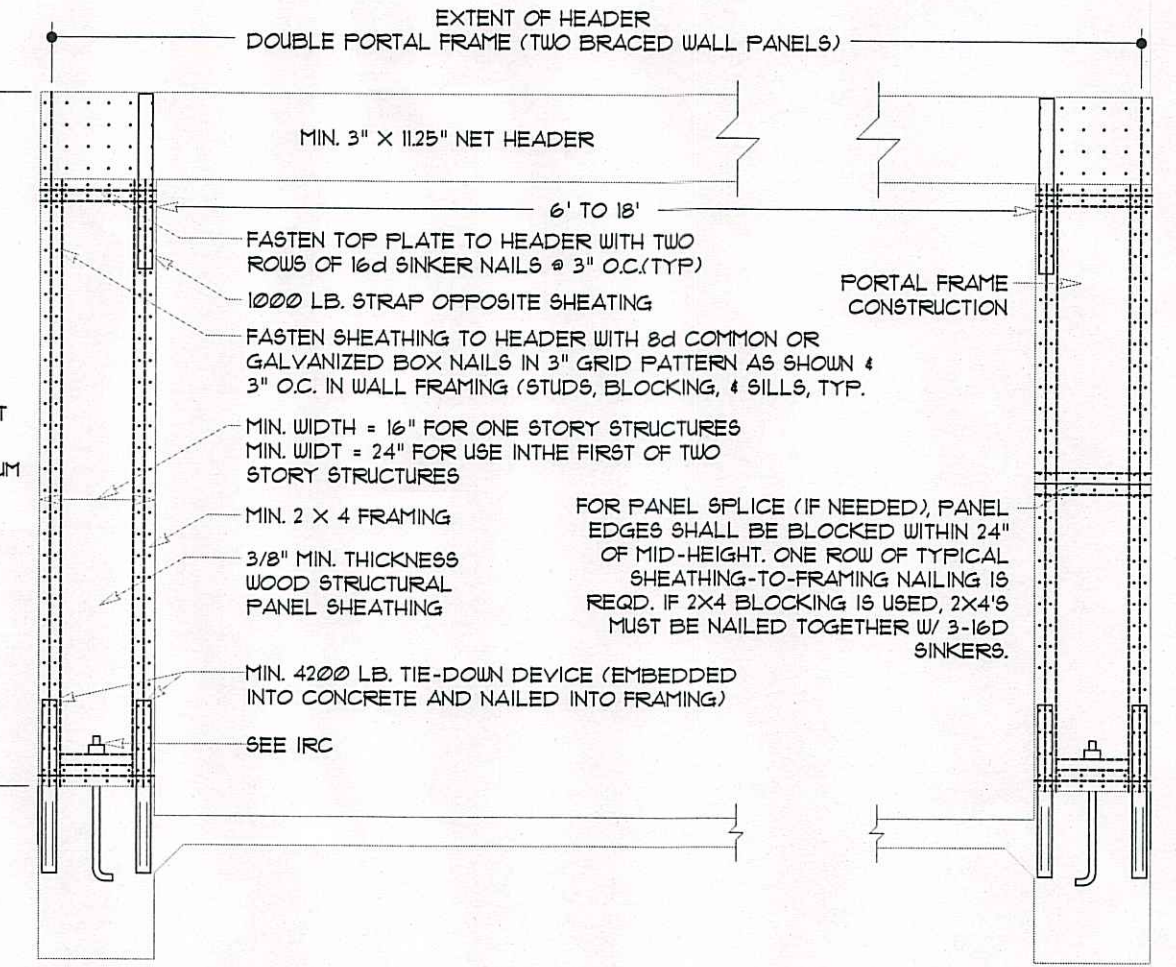 EXTENT OF HEADER
DOUBLE PORTAL FRAME (TWO BRACED WALL PANELS)
MIN. 3" X 11.25" NET HEADER
6' TO 18'
FASTEN TOP PLATE TO HEADER WITH TWO
ROWS OF 16d SINKER NAILS @ 3" O.C.(TYP)
1000 LB. STRAP OPPOSITE SHEATING
FASTEN SHEATHING TO HEADER WITH 8d COMMON OR
GALVANIZED BOX NAILS IN 3" GRID PATTERN AS SHOWN &
3" O.C. IN WALL FRAMING (STUDS, BLOCKING, & SILLS, TYP.
MIN. WIDTH = 16" FOR ONE STORY STRUCTURES
MIN. WIDT = 24" FOR USE INTHE FIRST OF TWO
STORY STRUCTURES
MIN. 2 X 4 FRAMING
3/8" MIN. THICKNESS
WOOD STRUCTURAL
PANEL SHEATHING
MIN. 4200 LB. TIE-DOWN DEVICE (EMBEDDED
INTO CONCRETE AND NAILED INTO FRAMING)
SEE IRC
PORTAL FRAME
CONSTRUCTION
FOR PANEL SPLICE (IF NEEDED), PANEL
EDGES SHALL BE BLOCKED WITHIN 24"
OF MID-HEIGHT. ONE ROW OF TYPICAL
SHEATHING-TO-FRAMING NAILING IS
REQD. IF 2X4 BLOCKING IS USED, 2X4'S
MUST BE NAILED TOGETHER W/ 3-16D
SINKERS.